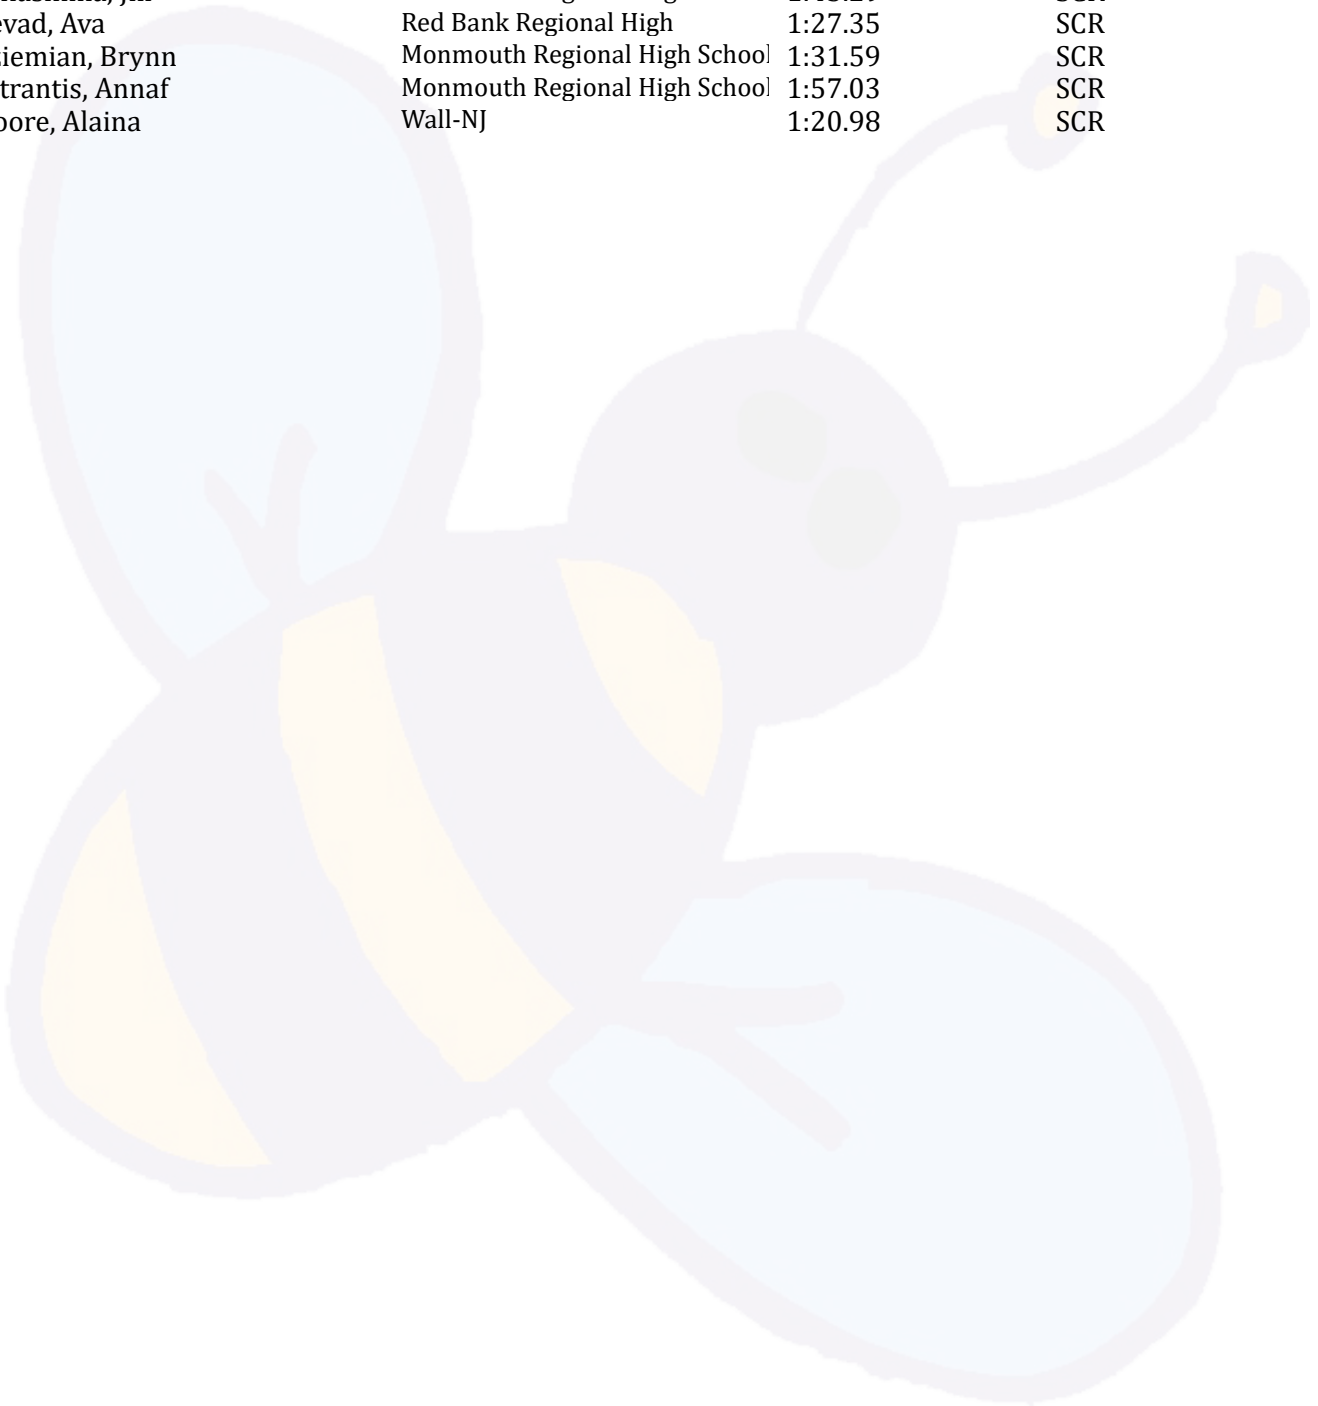 evad, Ava Red Bank Regional High 1:27.35 SCR
iemian, Brynn Monmouth Regional High School 1:31.59 SCR
trantis, Annaf Monmouth Regional High School 1:57.03 SCR
oore, Alaina Wall-NJ 1:20.98 SCR